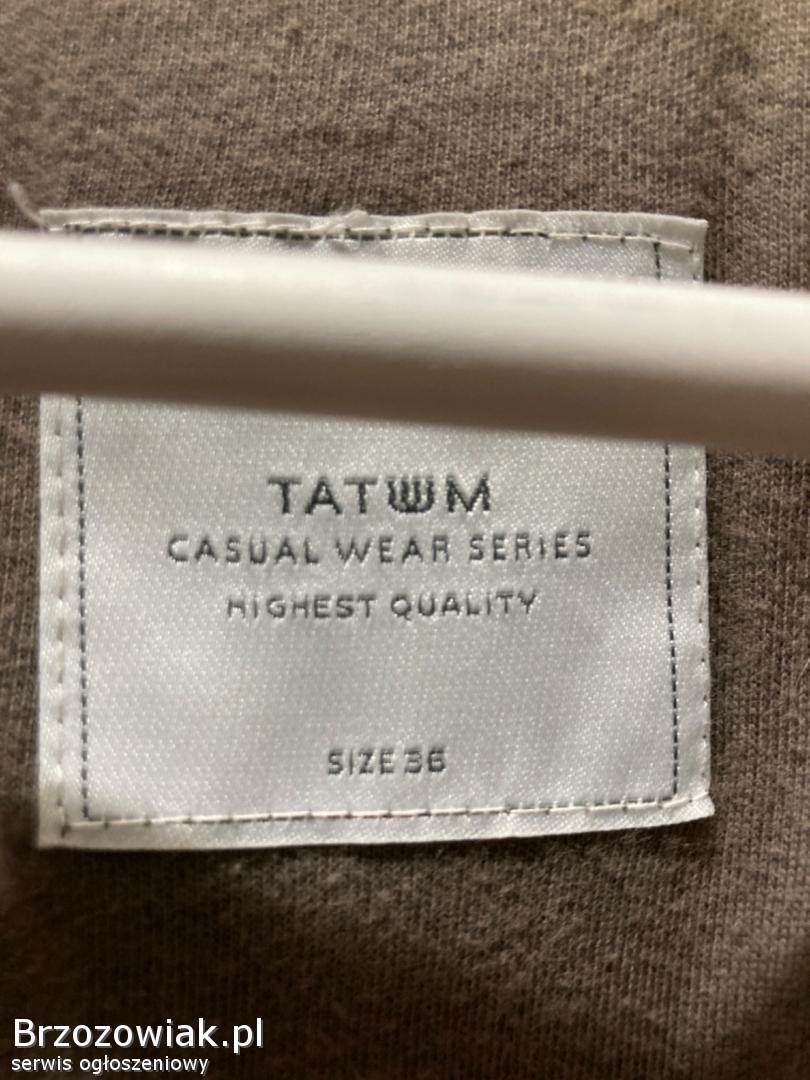 TATUUM
CASUAL WEAR SERIES
HIGHEST QUALITY
SIZE 36
Brzozowiak.pl
serwis ogłoszeniowy